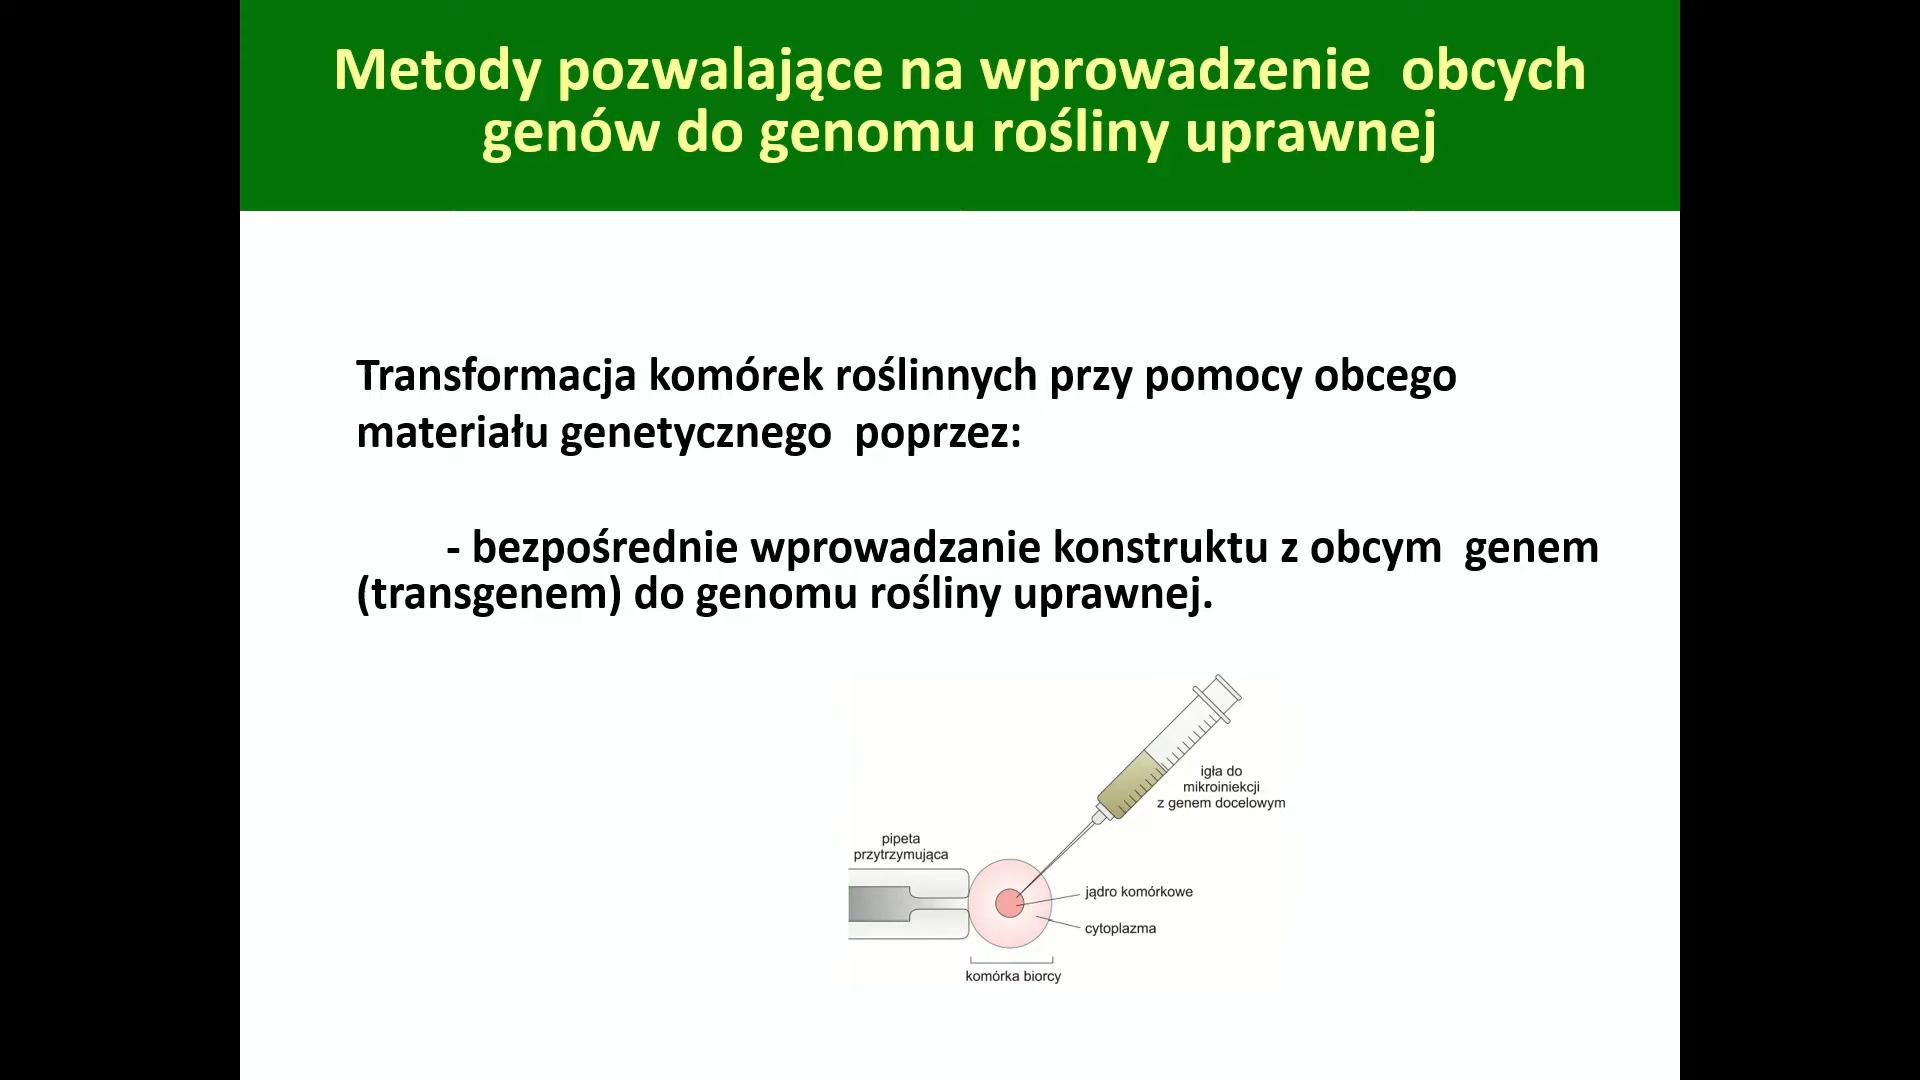 Metody pozwalające na wprowadzenie obcych
genów do genomu rośliny uprawnej
Transformacja komórek roślinnych przy pomocy obcego
materiału genetycznego poprzez:
- bezpośrednie wprowadzanie konstruktu z obcym genem
(transgenem) do genomu rośliny uprawnej.
igła do
mikroiniekcji
z genem docelowym
pipeta
przytrzymująca
jądro komórkowe
cytoplazma
komórka biorcy